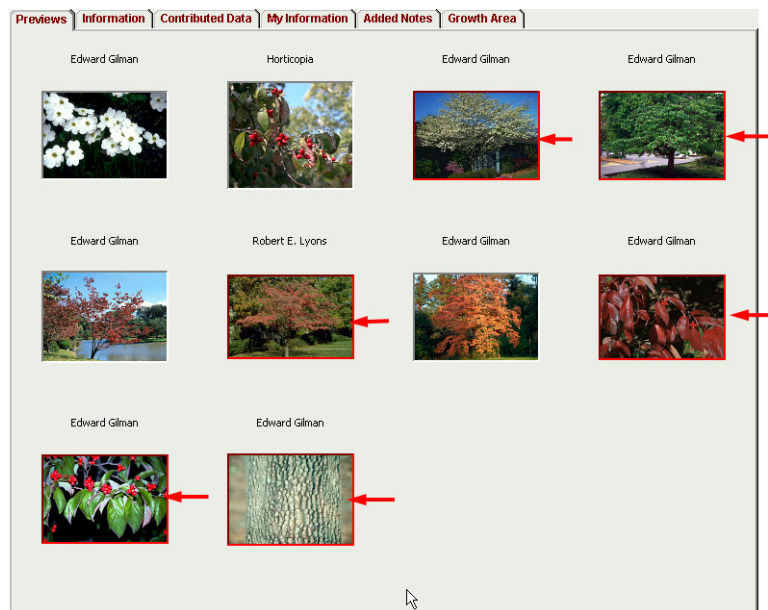 Previews Information Contributed Data My Information Added Notes Growth Area
Edward Gilman Horticopia Edward Gilman Edward Gilman
Edward Gilman Robert E. Lyons Edward Gilman Edward Gilman
Edward Gilman Edward Gilman